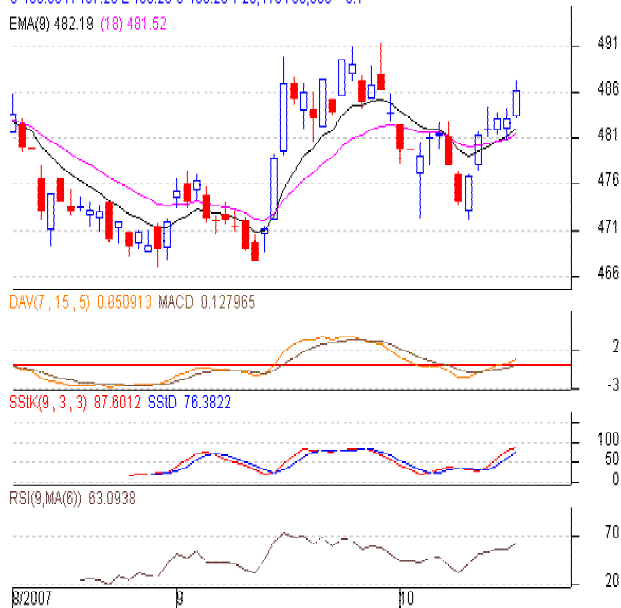 EMA(9) 482.19 (18) 481.52
491
486
481
476
471
466
DAV(7, 15, 5) 0.850913 MACD 0.127965
2
-3
SStK(9, 3, 3) 87.6012 SStD 76.3822
100
50
0
RSI(9,MA(6)) 63.0938
70
20
8/2007 9 10